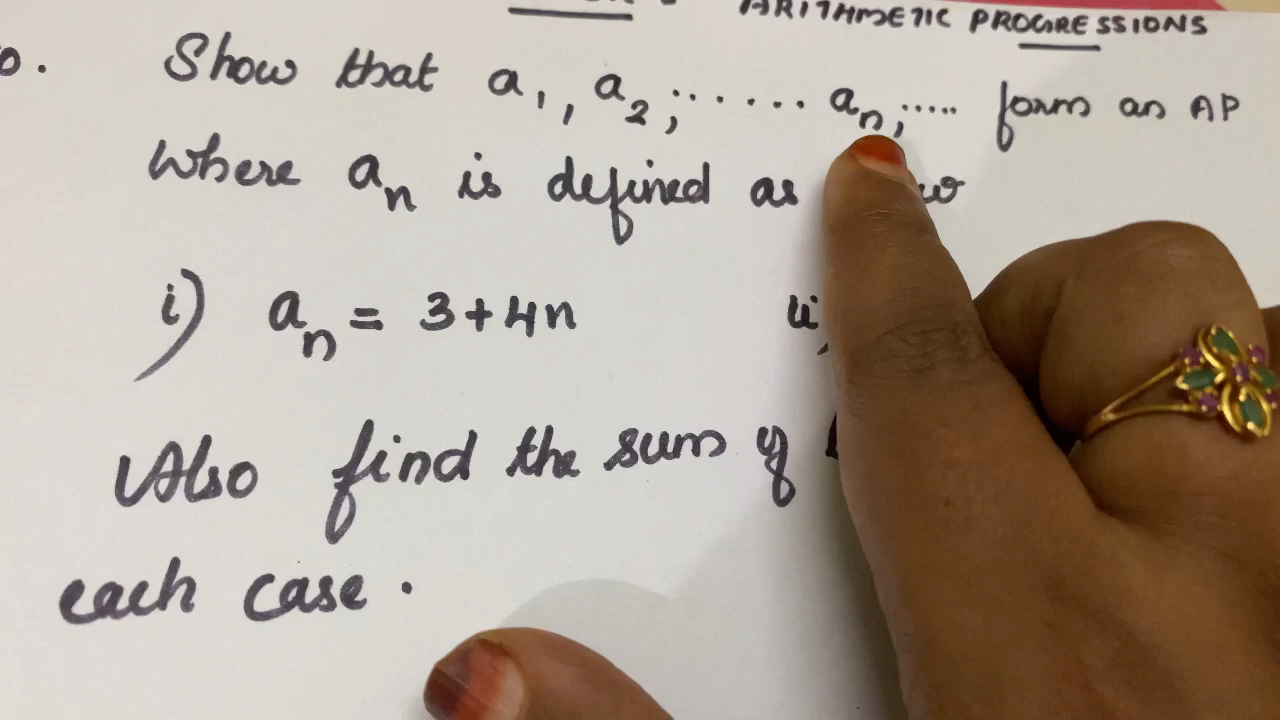 ARITHMETIC PROGRESSIONS
o. Show that a₁, a₂, ...... aₙ, ..... form an AP
Where aₙ is defined as
i) aₙ = 3+4n ii)
Also find the sum of
each case.